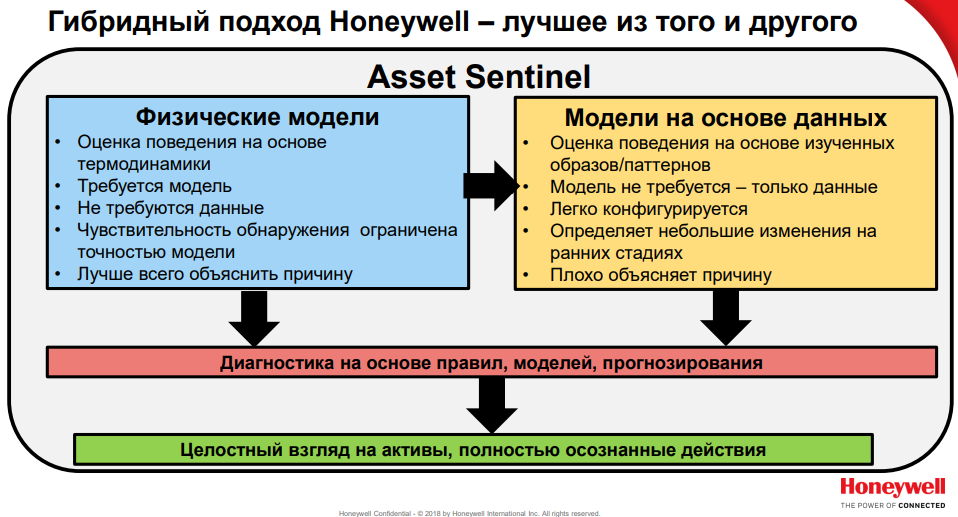 Гибридный подход Honeywell – лучшее из того и другого
Asset Sentinel
Физические модели
• Оценка поведения на основе
термодинамики
• Требуется модель
• Не требуются данные
• Чувствительность обнаружения ограничена
точностью модели
• Лучше всего объяснить причину
Модели на основе данных
• Оценка поведения на основе изученных
образов/паттернов
• Модель не требуется – только данные
• Легко конфигурируется
• Определяет небольшие изменения на
ранних стадиях
• Плохо объясняет причину
Диагностика на основе правил, моделей, прогнозирования
Целостный взгляд на активы, полностью осознанные действия
Honeywell
THE POWER OF CONNECTED
Honeywell Confidential - © 2018 by Honeywell International Inc. All rights reserved.